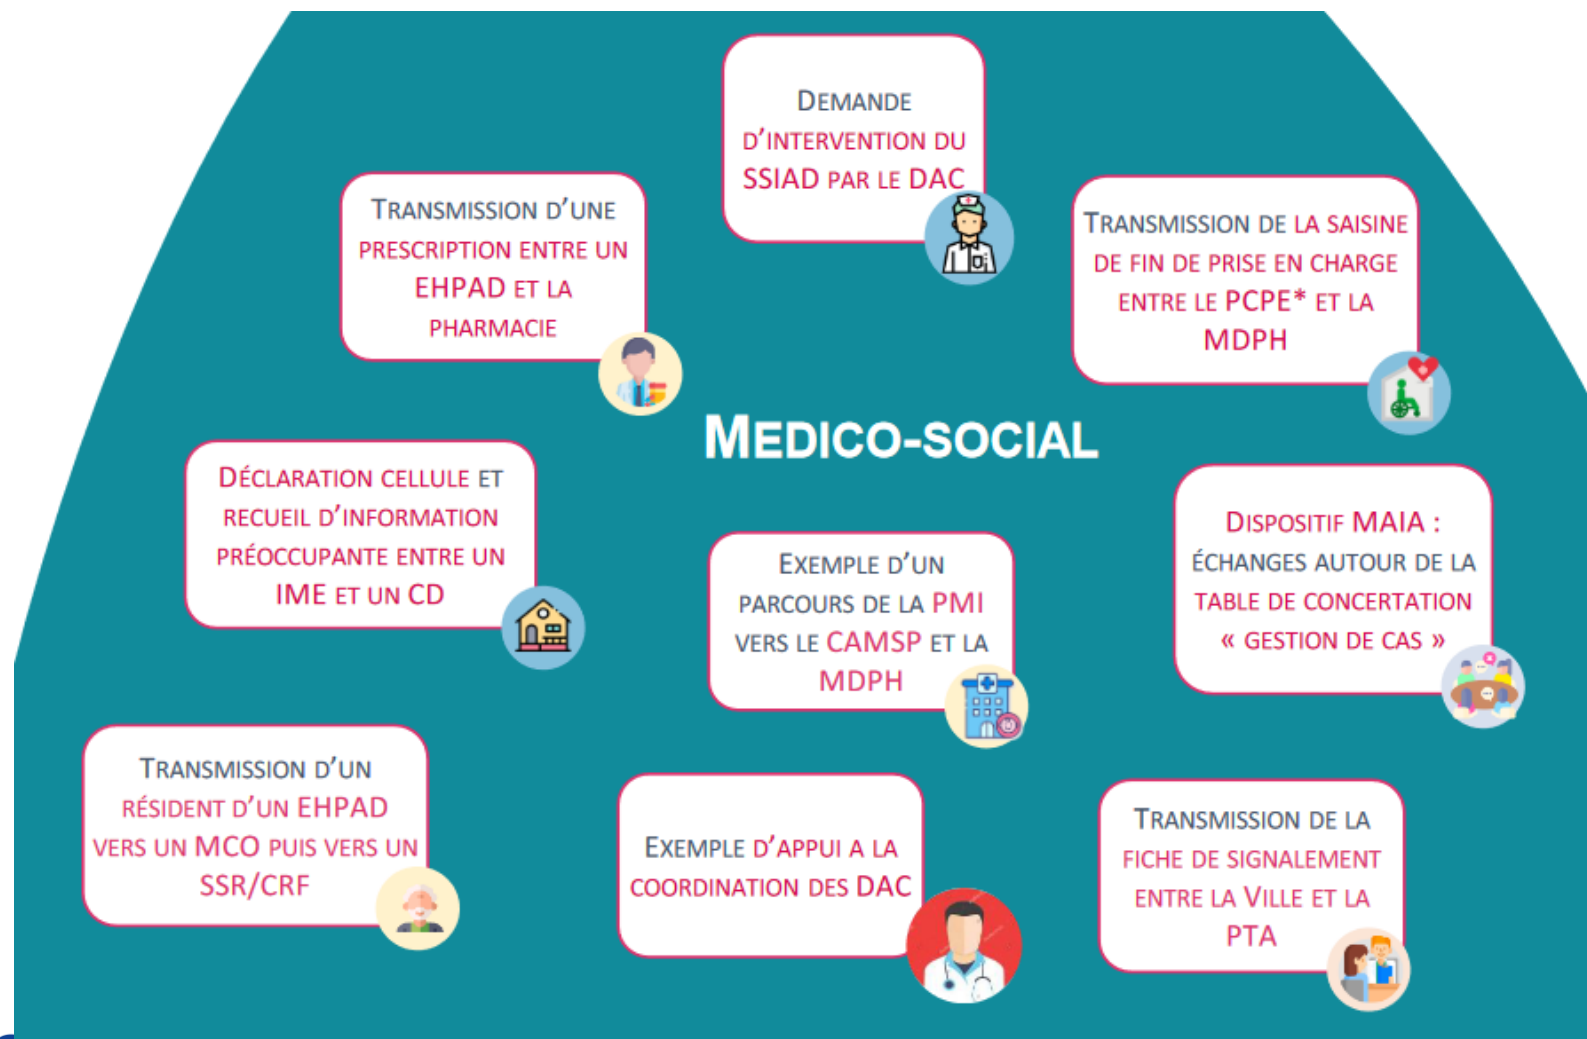 DEMANDE
D'INTERVENTION DU
SSIAD PAR LE DAC
TRANSMISSION D'UNE
PRESCRIPTION ENTRE UN
EHPAD ET LA
PHARMACIE
TRANSMISSION DE LA SAISINE
DE FIN DE PRISE EN CHARGE
ENTRE LE PCPE* ET LA
MDPH
MEDICO-SOCIAL
DÉCLARATION CELLULE ET
RECUEIL D'INFORMATION
PRÉOCCUPANTE ENTRE UN
IME ET UN CD
EXEMPLE D'UN
PARCOURS DE LA PMI
VERS LE CAMSP ET LA
MDPH
DISPOSITIF MAIA :
ÉCHANGES AUTOUR DE LA
TABLE DE CONCERTATION
« GESTION DE CAS »
TRANSMISSION D'UN
RÉSIDENT D'UN EHPAD
VERS UN MCO PUIS VERS UN
SSR/CRF
EXEMPLE D'APPUI A LA
COORDINATION DES DAC
TRANSMISSION DE LA
FICHE DE SIGNALEMENT
ENTRE LA VILLE ET LA
PTA